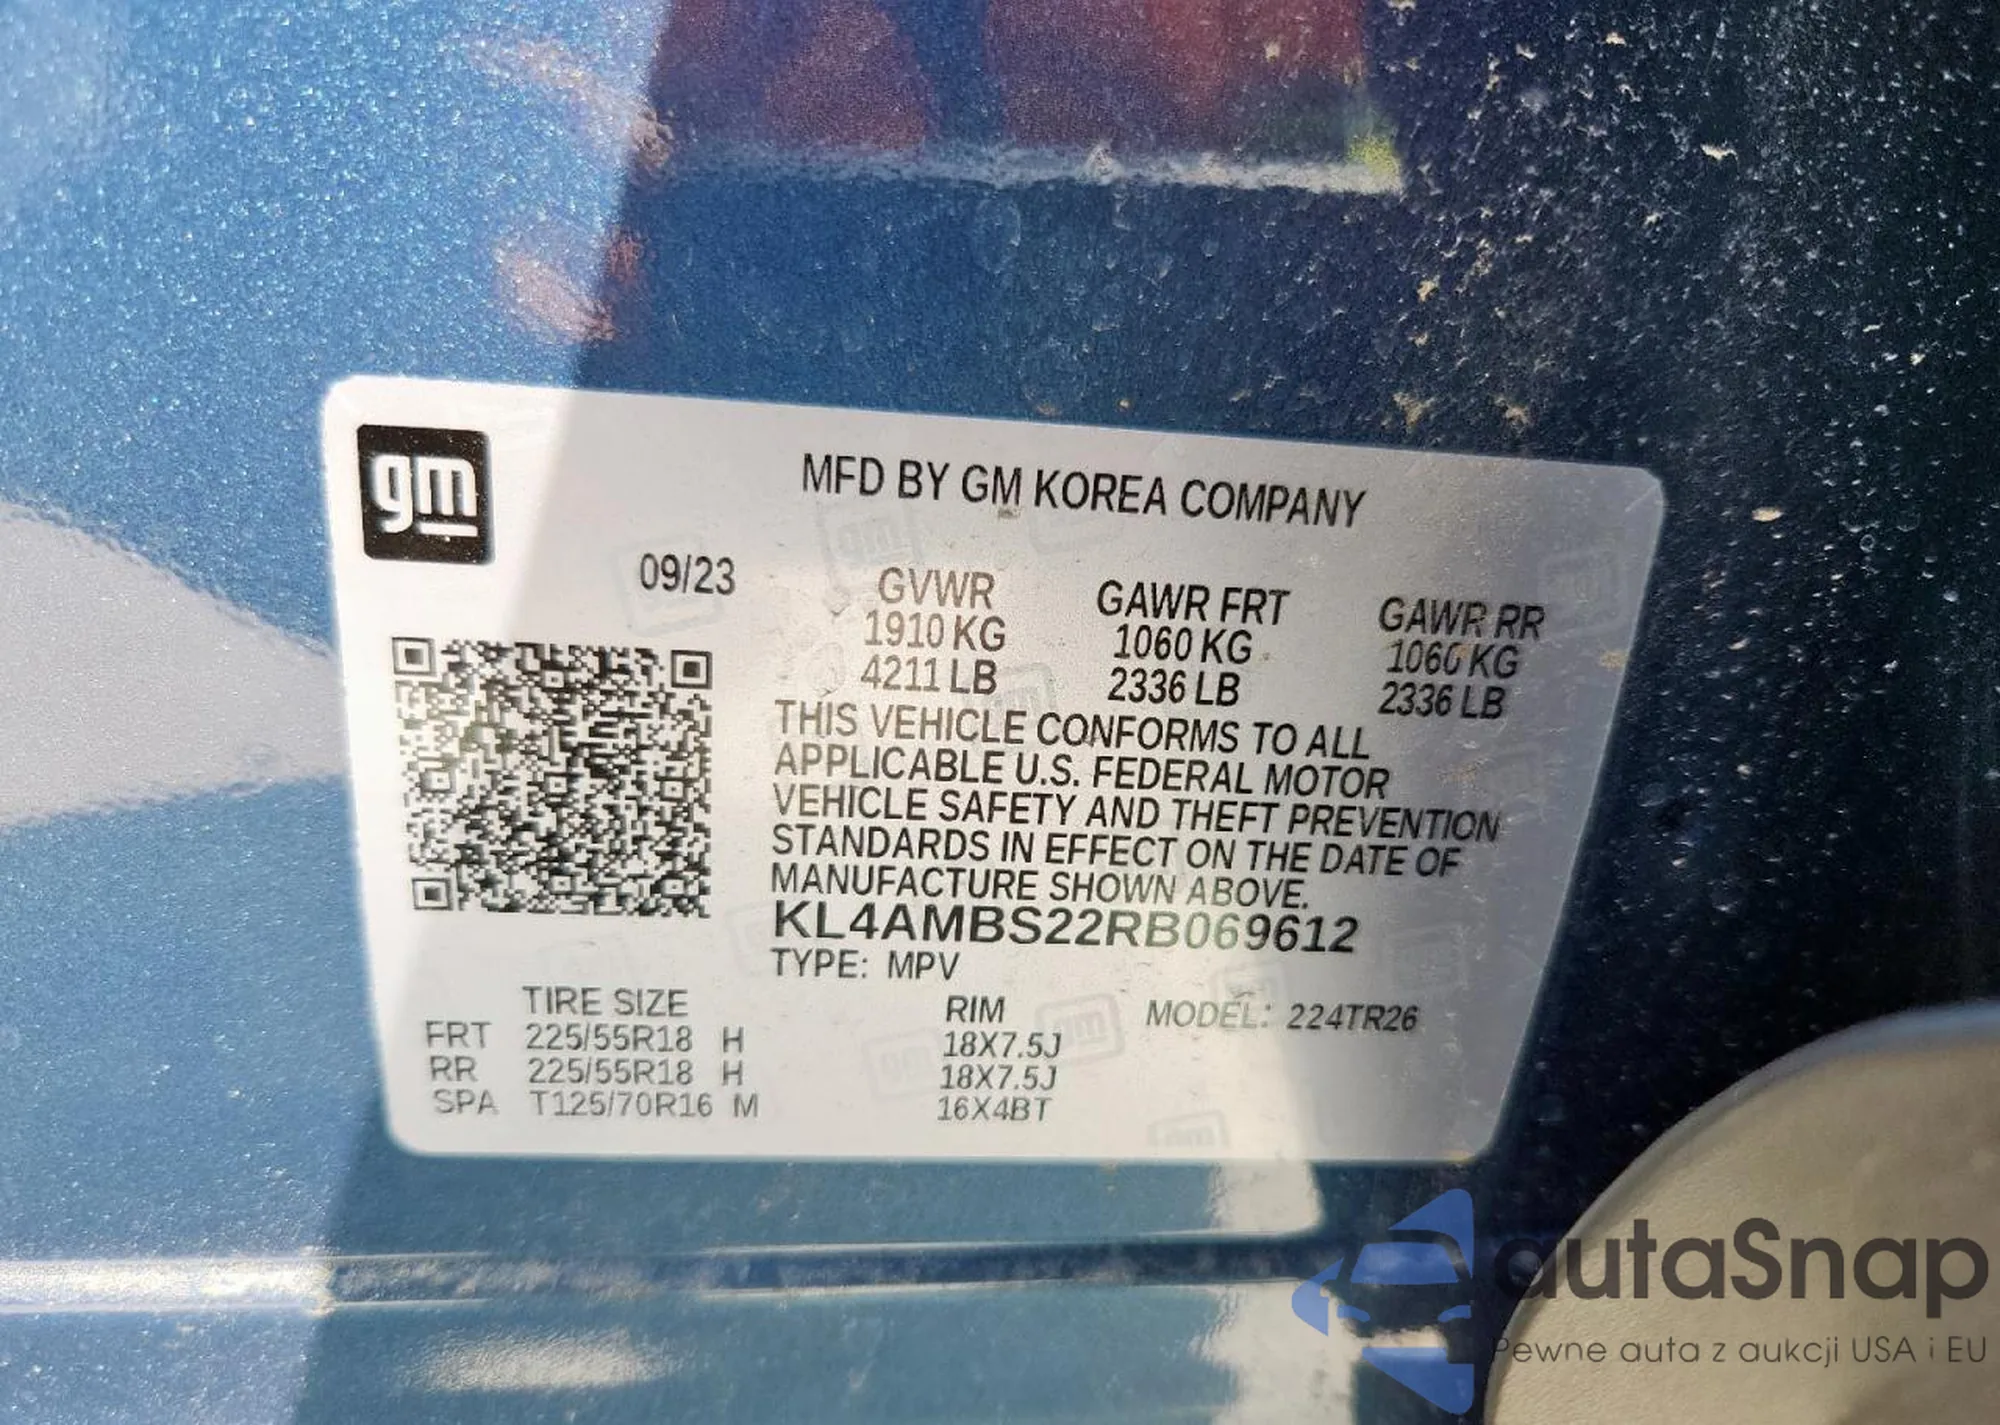 gm
MFD BY GM KOREA COMPANY
09/23
GVWR GAWR FRT GAWR RR
1910 KG 1060 KG 1060 KG
4211 LB 2336 LB 2336 LB
THIS VEHICLE CONFORMS TO ALL
APPLICABLE U.S. FEDERAL MOTOR
VEHICLE SAFETY AND THEFT PREVENTION
STANDARDS IN EFFECT ON THE DATE OF
MANUFACTURE SHOWN ABOVE.
KL4AMBS22RB069612
TYPE: MPV
TIRE SIZE RIM MODEL: 224TR26
FRT 225/55R18 H 18X7.5J
RR 225/55R18 H 18X7.5J
SPA T125/70R16 M 16X4BT
autaSnap
Pewne auta z aukcji USA i EU